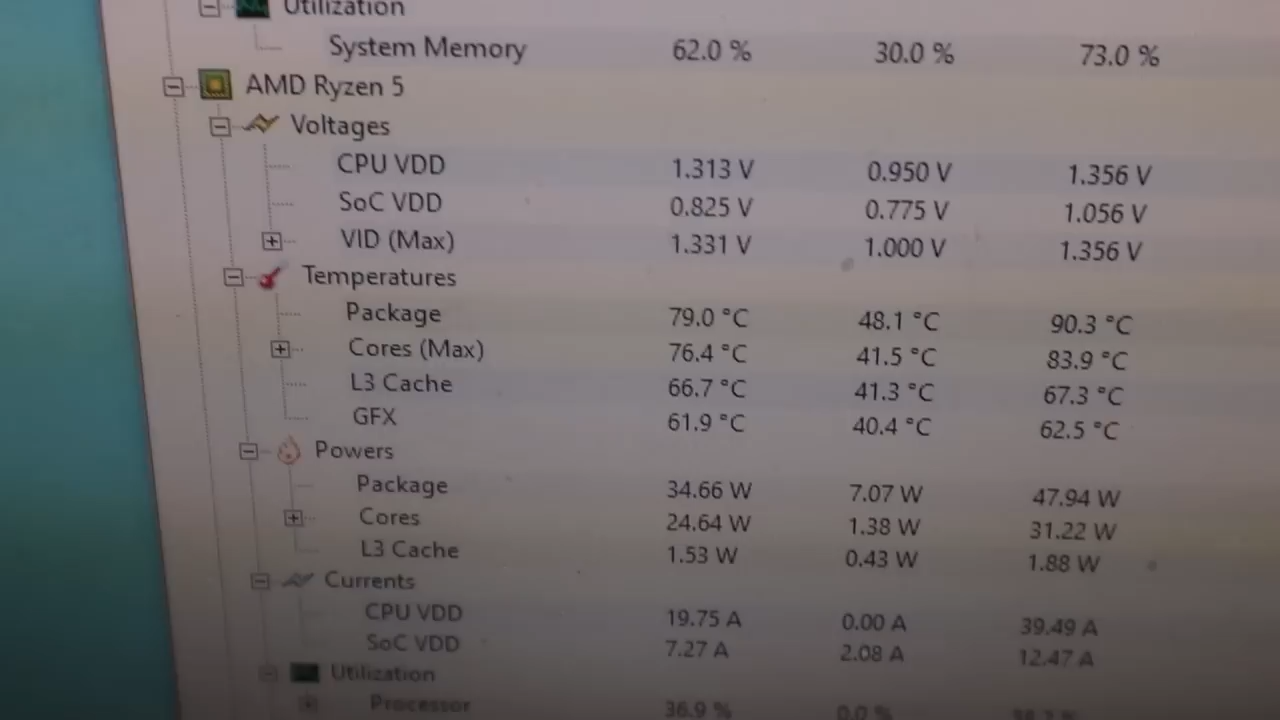 Utilization
System Memory 62.0 % 30.0 % 73.0 %
AMD Ryzen 5
Voltages
CPU VDD 1.313 V 0.950 V 1.356 V
SoC VDD 0.825 V 0.775 V 1.056 V
VID (Max) 1.331 V 1.000 V 1.356 V
Temperatures
Package 79.0 °C 48.1 °C 90.3 °C
Cores (Max) 76.4 °C 41.5 °C 83.9 °C
L3 Cache 66.7 °C 41.3 °C 67.3 °C
GFX 61.9 °C 40.4 °C 62.5 °C
Powers
Package 34.66 W 7.07 W 47.94 W
Cores 24.64 W 1.38 W 31.22 W
L3 Cache 1.53 W 0.43 W 1.88 W
Currents
CPU VDD 19.75 A 0.00 A 39.49 A
SoC VDD 7.27 A 2.08 A 12.47 A
Utilization
Processor 36.9 % 0.0 %